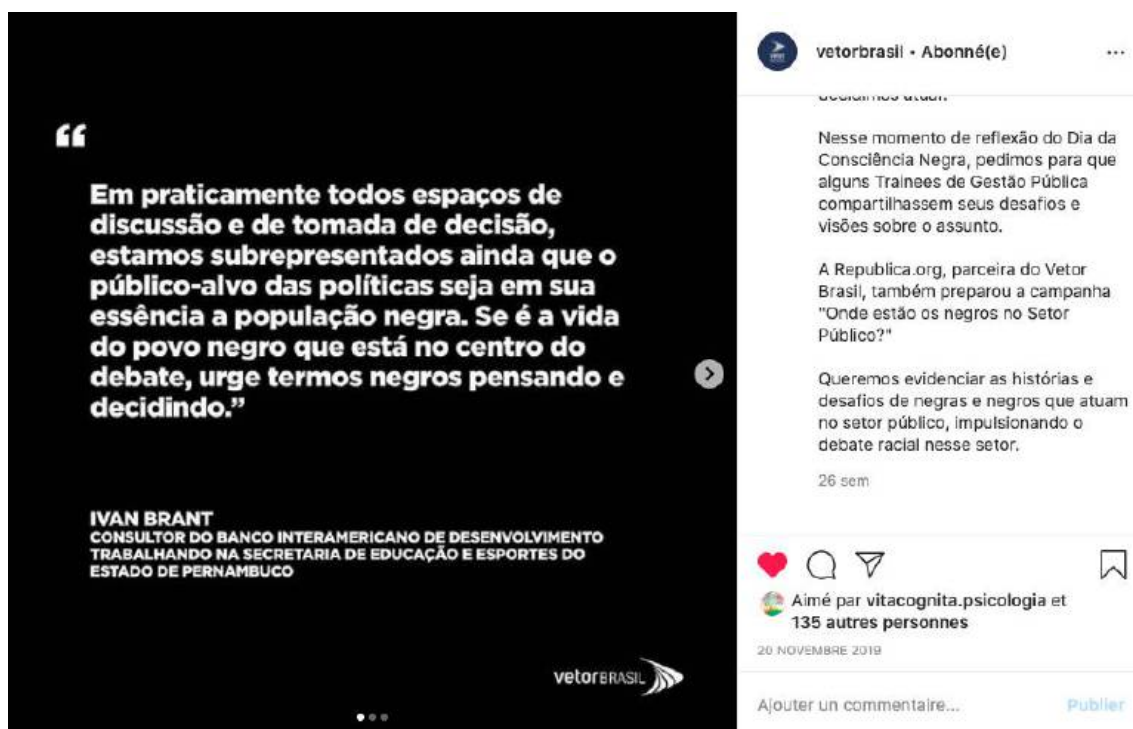 “
Em praticamente todos espaços de
discussão e de tomada de decisão,
estamos subrepresentados ainda que o
público-alvo das políticas seja em sua
essência a população negra. Se é a vida
do povo negro que está no centro do
debate, urge termos negros pensando e
decidindo.”
IVAN BRANT
CONSULTOR DO BANCO INTERAMERICANO DE DESENVOLVIMENTO
TRABALHANDO NA SECRETARIA DE EDUCAÇÃO E ESPORTES DO
ESTADO DE PERNAMBUCO
vetorBRASIL
vetorbrasil • Abonné(e)
Nesse momento de reflexão do Dia da
Consciência Negra, pedimos para que
alguns Trainees de Gestão Pública
compartilhassem seus desafios e
visões sobre o assunto.
A Republica.org, parceira do Vetor
Brasil, também preparou a campanha
"Onde estão os negros no Setor
Público?"
Queremos evidenciar as histórias e
desafios de negras e negros que atuam
no setor público, impulsionando o
debate racial nesse setor.
26 sem
Aimé par vitacognita.psicologia et
135 autres personnes
20 NOVEMBRE 2019
Ajouter un commentaire... Publier